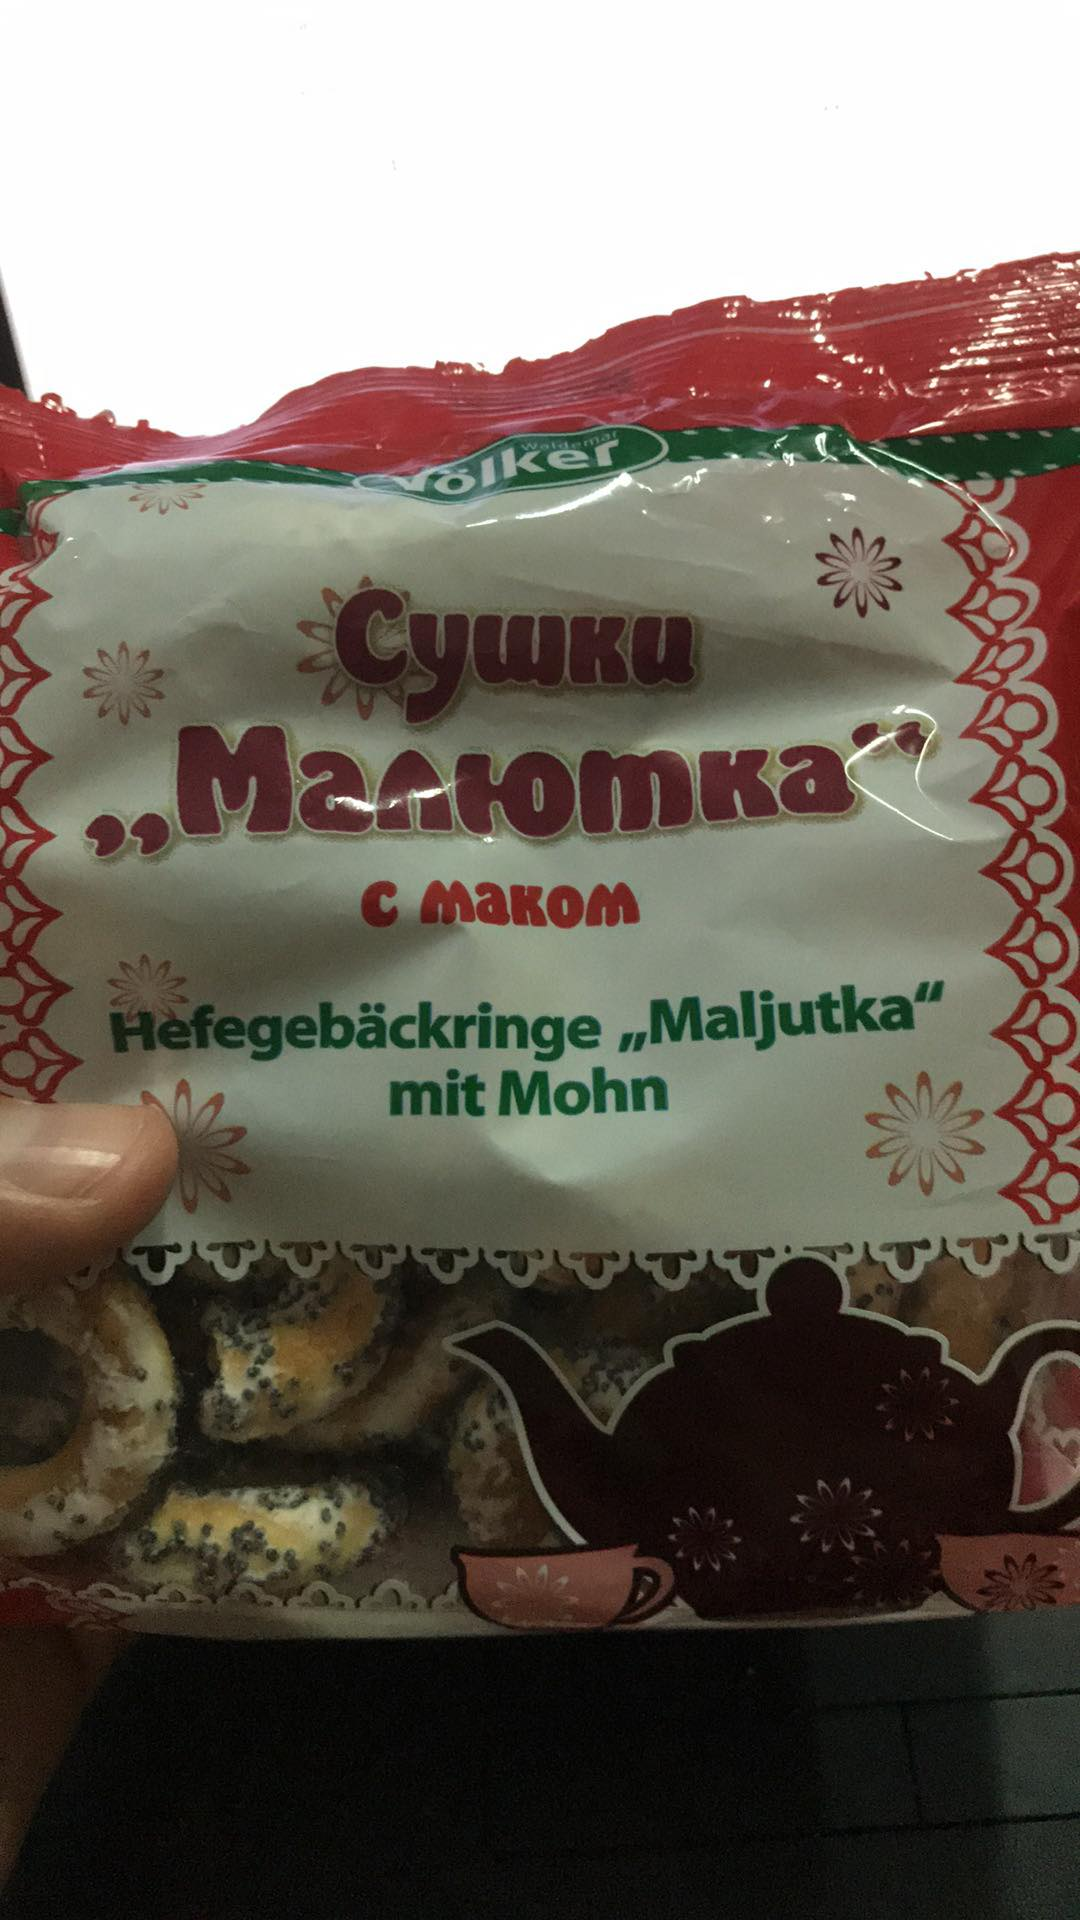 Waldemar
Völker
Сушки
„Малютка“
с маком
Hefegebäckringe „Maljutka“
mit Mohn